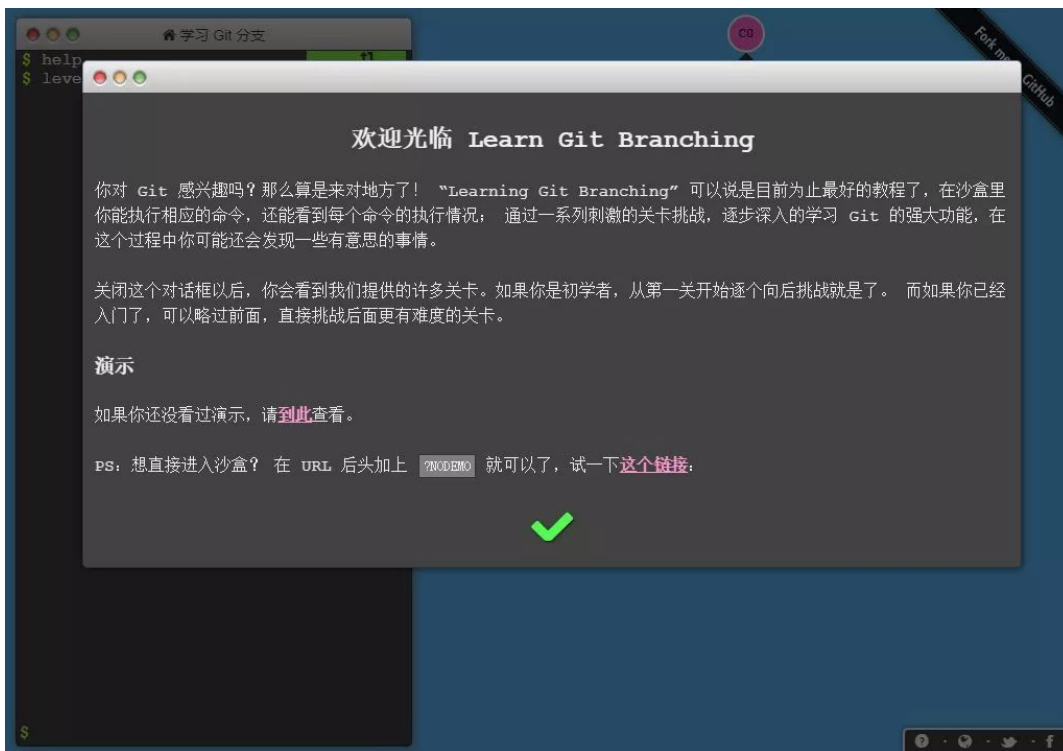 学习 Git 分支
$ help
$ leve
C0
Fork me
GitHub
欢迎光临 Learn Git Branching
你对 Git 感兴趣吗？那么算是来对地方了！ “Learning Git Branching” 可以说是目前为止最好的教程了，在沙盒里
你能执行相应的命令，还能看到每个命令的执行情况； 通过一系列刺激的关卡挑战，逐步深入的学习 Git 的强大功能，在
这个过程中你可能还会发现一些有意思的事情。
关闭这个对话框以后，你会看到我们提供的许多关卡。如果你是初学者，从第一关开始逐个向后挑战就是了。 而如果你已经
入门了，可以略过前面，直接挑战后面更有难度的关卡。
演示
如果你还没看过演示，请到此查看。
PS：想直接进入沙盒？ 在 URL 后头加上 ?NODEMO 就可以了，试一下这个链接：
$